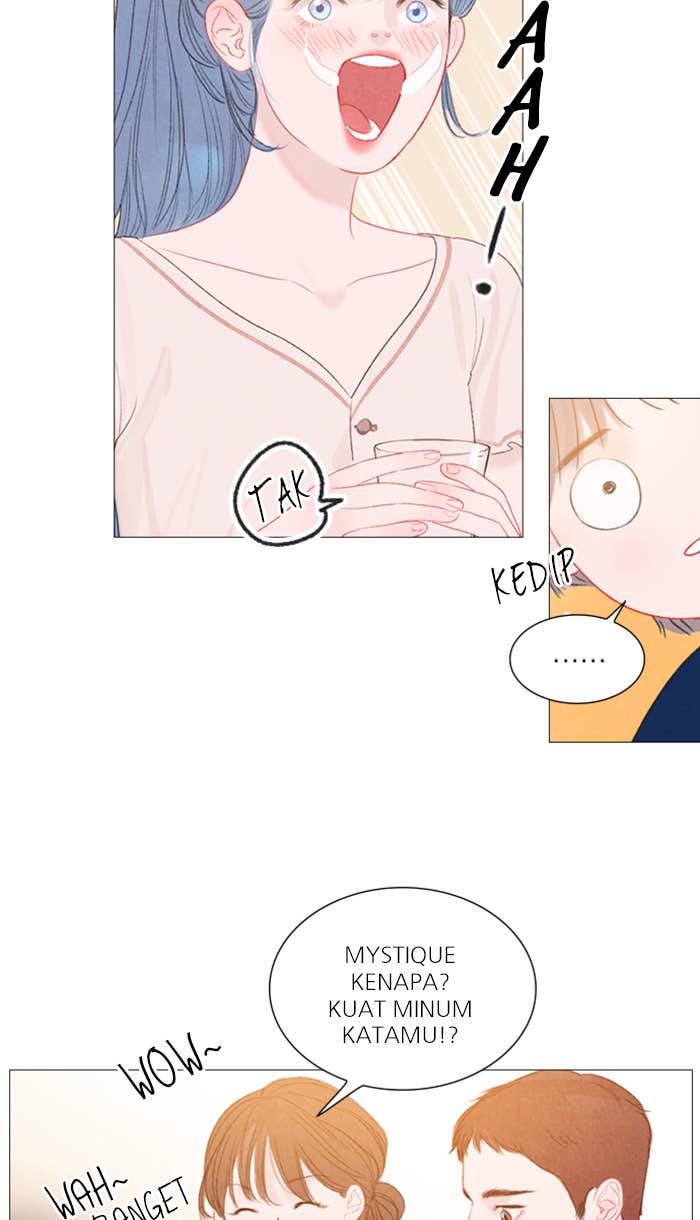 AAH...
TAK
KEDIP
......
MYSTIQUE
KENAPA?
KUAT MINUM
KATAMU!?
WOW~
WAH~
BANGET